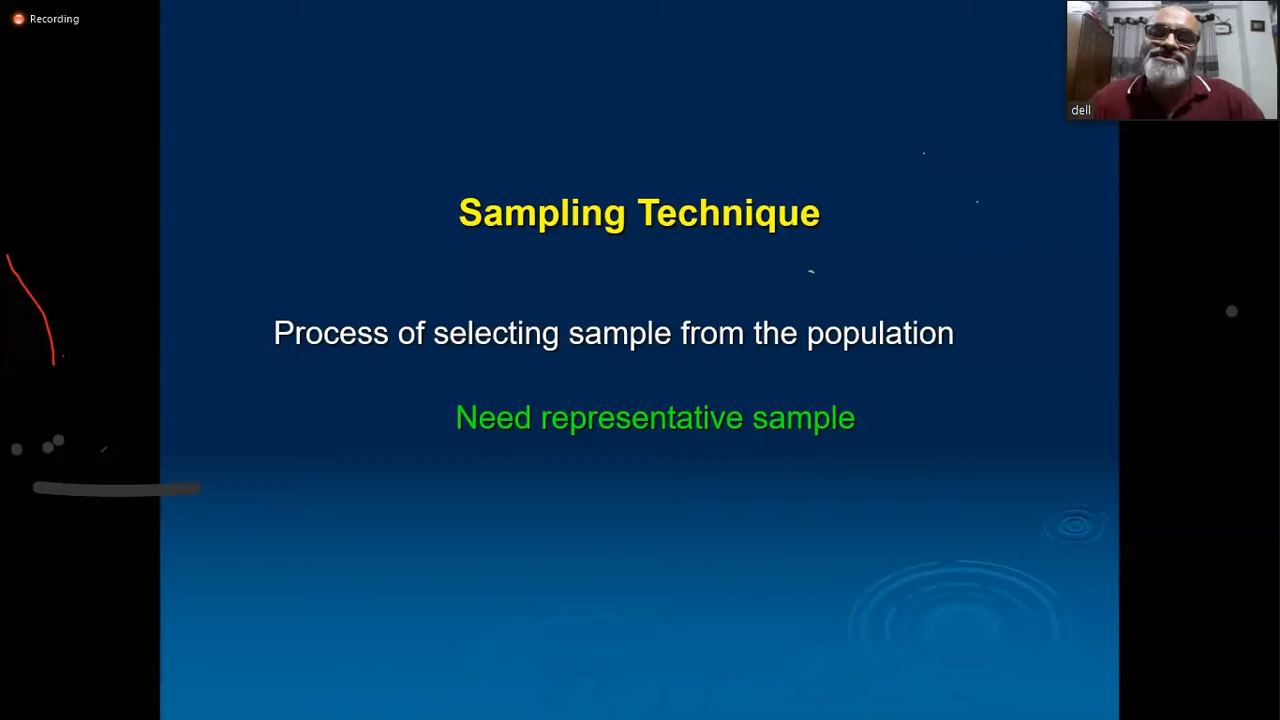 Recording
dell
Sampling Technique
Process of selecting sample from the population
Need representative sample